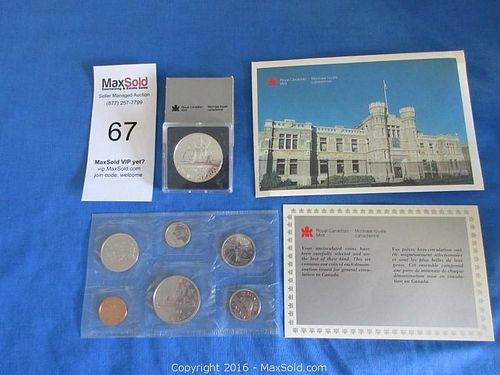 MaxSold
Downsizing & Estate Sales
Seller Managed Auction
(877) 257-7799
67
MaxSold VIP yet?
vip.MaxSold.com
join code: welcome
Royal Canadian Mint
Monnaie royale canadienne
Royal Canadian Mint
Monnaie royale canadienne
Royal Canadian Mint
Monnaie royale canadienne
Your uncirculated coins have
been carefully selected and are
the best of their kind. This set
contains one coin of each denom-
ination issued for general circu-
lation in Canada.
Vos pièces hors-circulation ont
été soigneusement sélectionnées
et sont les plus belles de leur
genre. Cet ensemble comprend
une pièce de monnaie de chaque
dénomination mise en circula-
tion au Canada.
Copyright 2016 - MaxSold.com